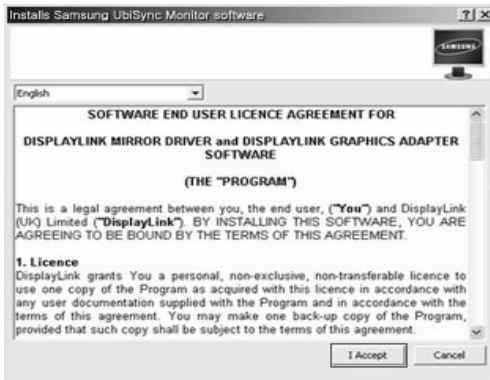 Installs Samsung UbiSync Monitor software
SAMSUNG
English
SOFTWARE END USER LICENCE AGREEMENT FOR
DISPLAYLINK MIRROR DRIVER and DISPLAYLINK GRAPHICS ADAPTER
SOFTWARE
(THE "PROGRAM")
This is a legal agreement between you, the end user, ("You") and DisplayLink
(UK) Limited ("DisplayLink"). BY INSTALLING THIS SOFTWARE, YOU ARE
AGREEING TO BE BOUND BY THE TERMS OF THIS AGREEMENT.
1. Licence
DisplayLink grants You a personal, non-exclusive, non-transferable licence to
use one copy of the Program as acquired with this licence in accordance with
any user documentation supplied with the Program and in accordance with the
terms of this agreement. You may make one back-up copy of the Program,
provided that such copy shall be subject to the terms of this agreement.
I Accept
Cancel